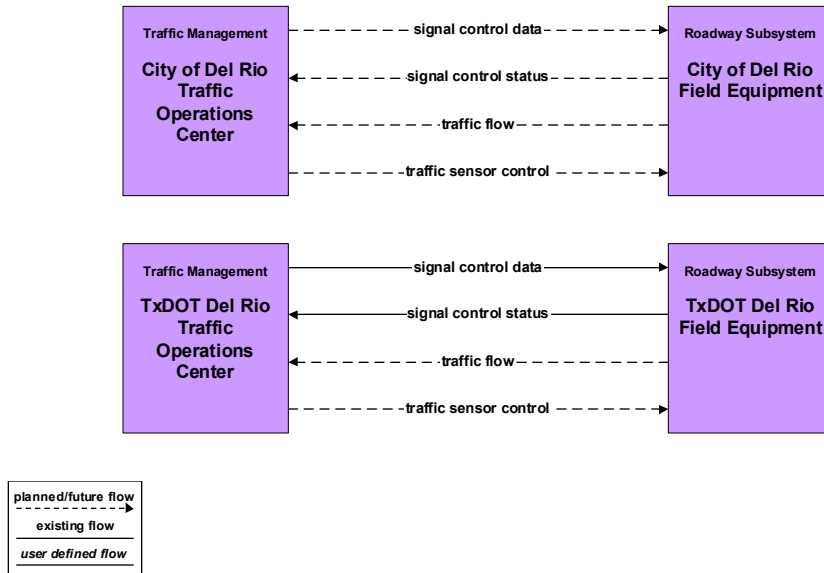 Traffic Management
City of Del Rio
Traffic
Operations
Center
signal control data
signal control status
traffic flow
traffic sensor control
Roadway Subsystem
City of Del Rio
Field Equipment
Traffic Management
TxDOT Del Rio
Traffic
Operations
Center
signal control data
signal control status
traffic flow
traffic sensor control
Roadway Subsystem
TxDOT Del Rio
Field Equipment
planned/future flow
existing flow
user defined flow